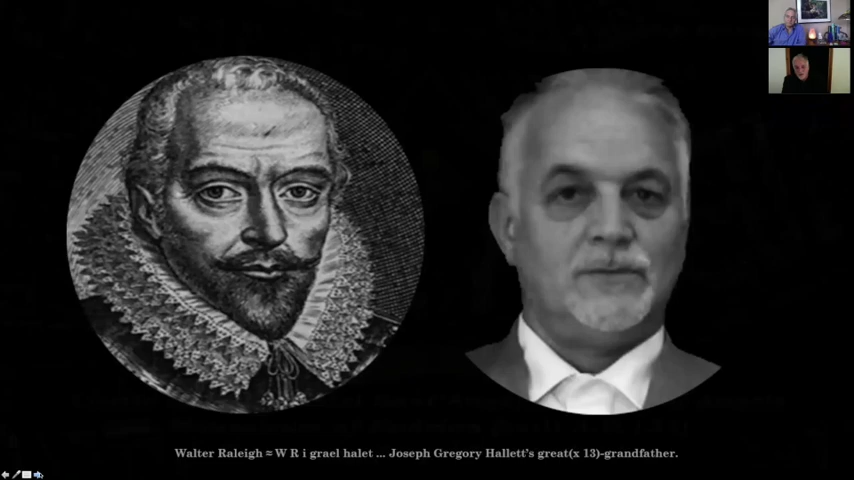 Walter Raleigh ≈ W R i grael halet ... Joseph Gregory Hallett's great(x 13)-grandfather.